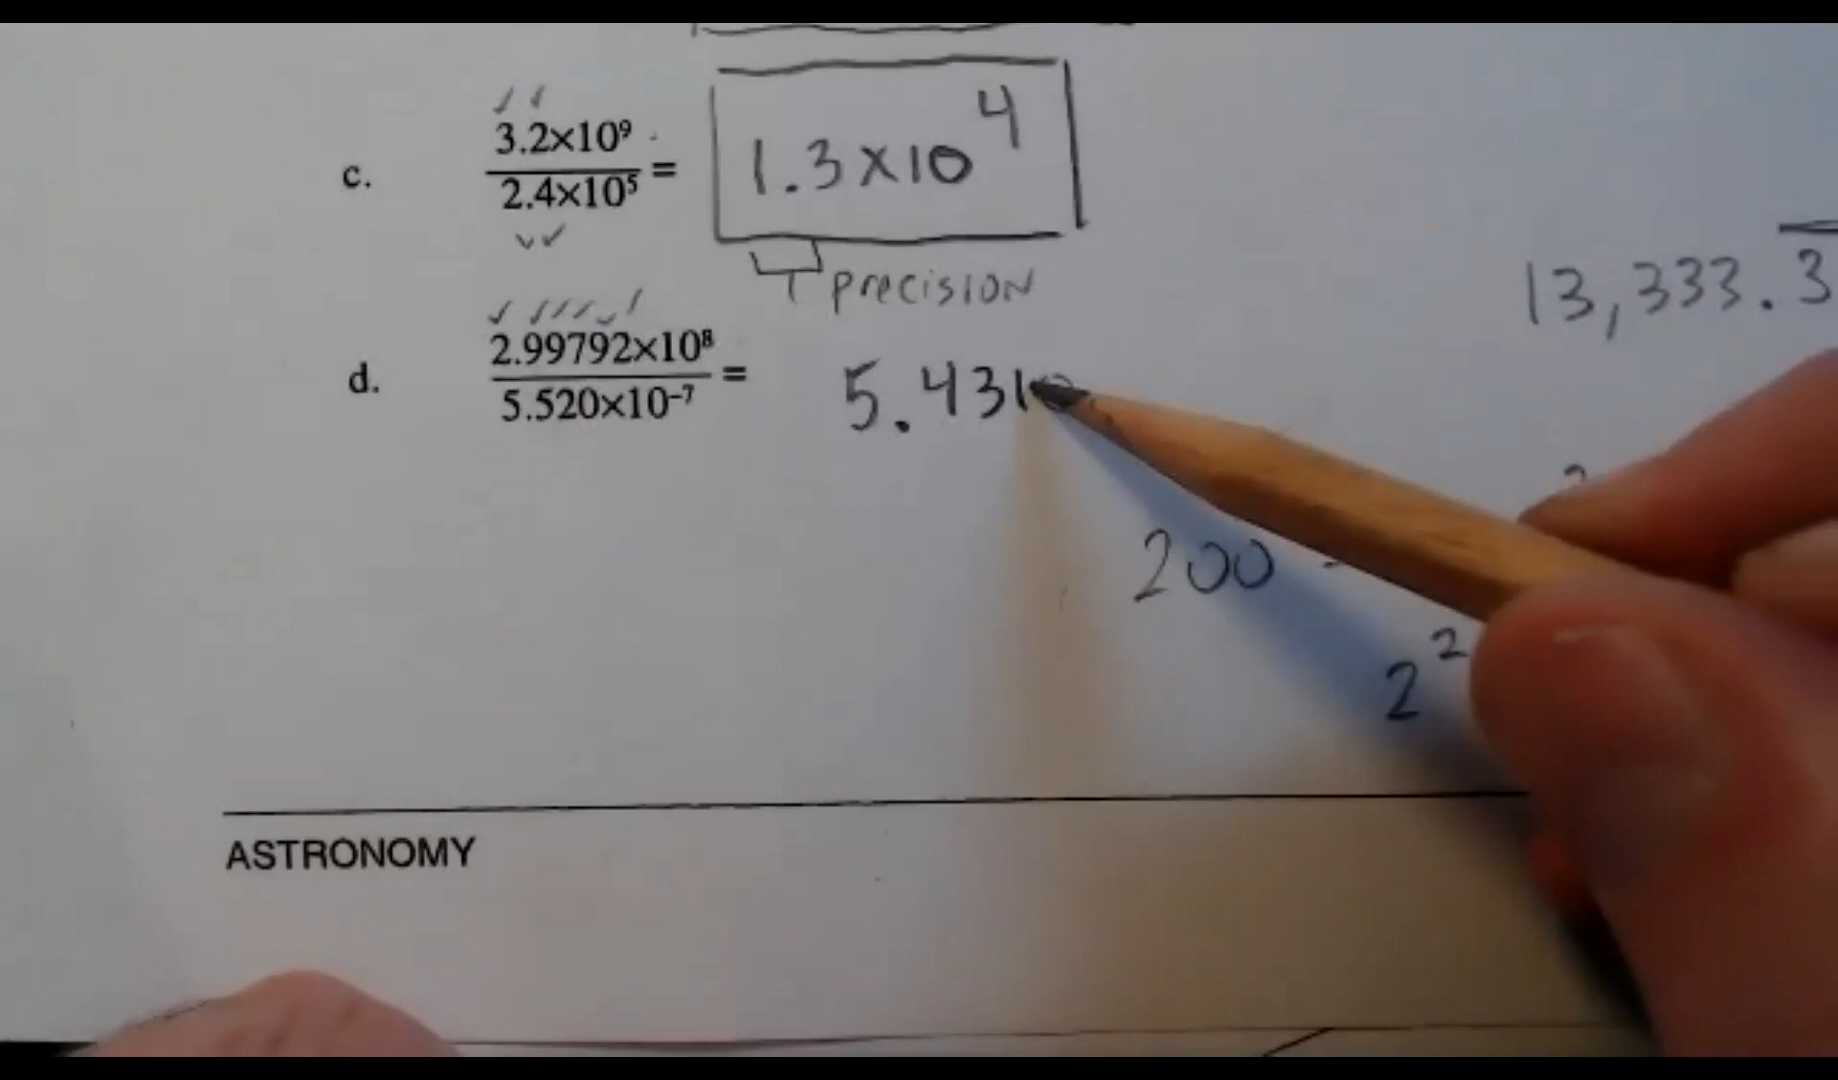 c. 3.2×10⁹ / 2.4×10⁵ = 1.3×10⁴
precision
13,333.3
d. 2.99792×10⁸ / 5.520×10⁻⁷ = 5.431
200
2²
ASTRONOMY